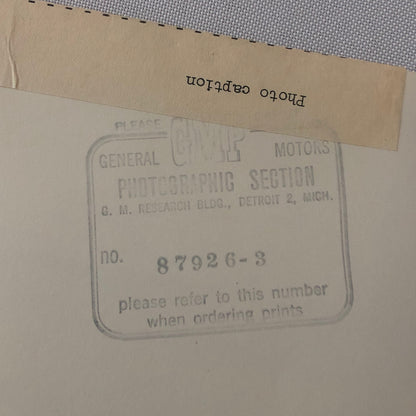 Photo caption
PLEASE
GMP
GENERAL MOTORS
PHOTOGRAPHIC SECTION
G. M. RESEARCH BLDG., DETROIT 2, MICH.
no. 87926-3
please refer to this number
when ordering prints